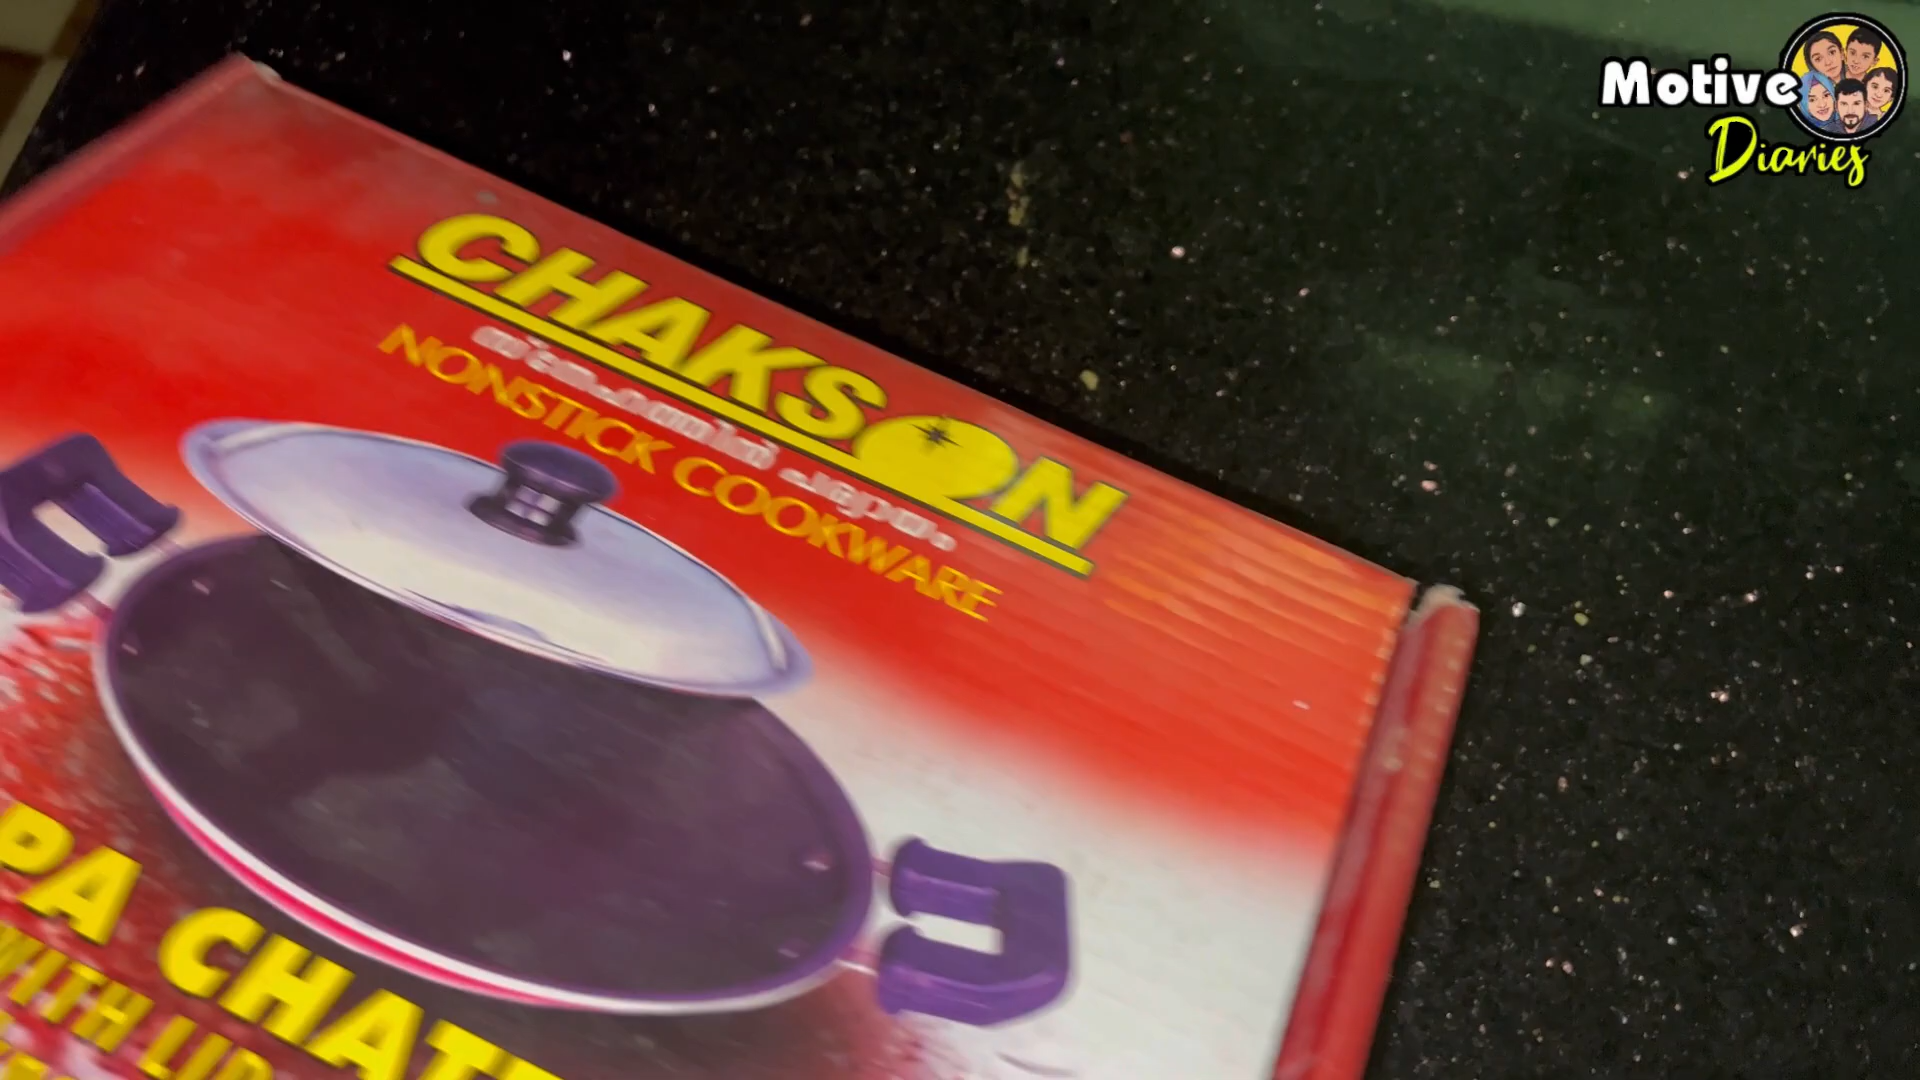 Motive
Diaries
CHAKSON
NONSTICK COOKWARE
PA CHAT
WITH LID